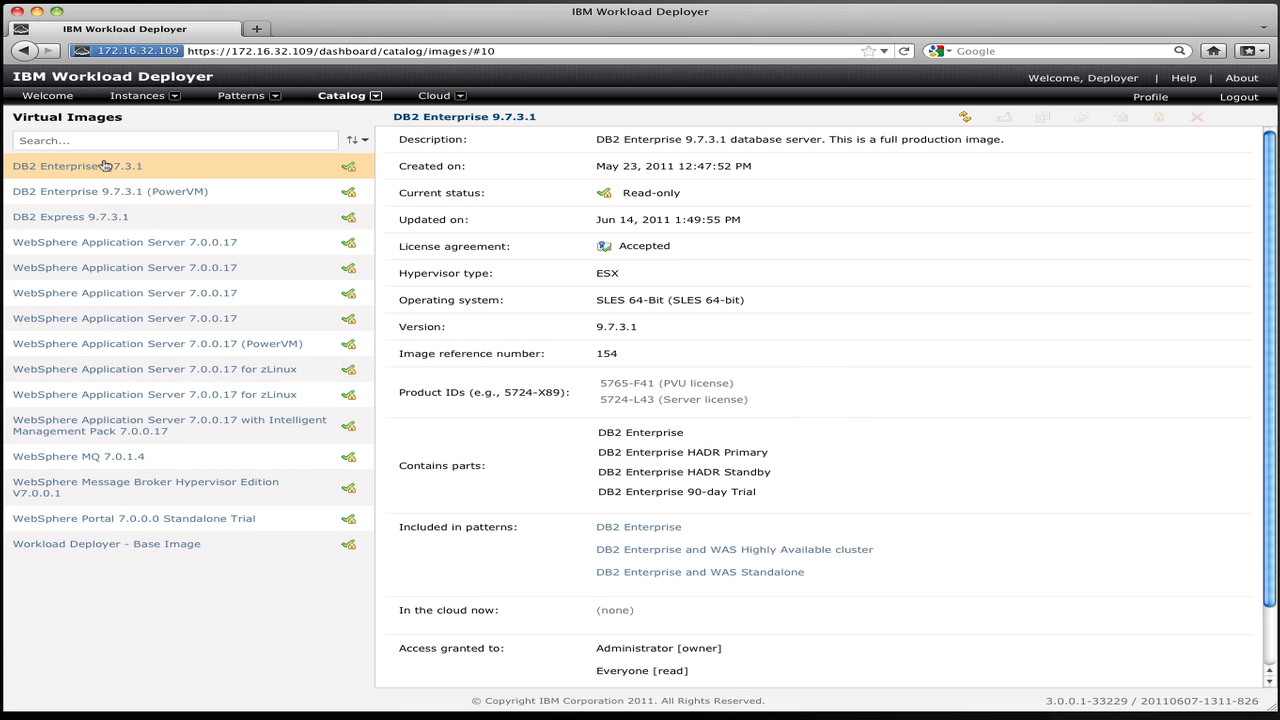 IBM Workload Deployer
IBM Workload Deployer
172.16.32.109 https://172.16.32.109/dashboard/catalog/images/#10
Google
IBM Workload Deployer
Welcome, Deployer | Help | About
Welcome Instances Patterns Catalog Cloud Profile Logout
Virtual Images
Search...
DB2 Enterprise 9.7.3.1
DB2 Enterprise 9.7.3.1 (PowerVM)
DB2 Express 9.7.3.1
WebSphere Application Server 7.0.0.17
WebSphere Application Server 7.0.0.17
WebSphere Application Server 7.0.0.17
WebSphere Application Server 7.0.0.17
WebSphere Application Server 7.0.0.17 (PowerVM)
WebSphere Application Server 7.0.0.17 for zLinux
WebSphere Application Server 7.0.0.17 for zLinux
WebSphere Application Server 7.0.0.17 with Intelligent
Management Pack 7.0.0.17
WebSphere MQ 7.0.1.4
WebSphere Message Broker Hypervisor Edition
V7.0.0.1
WebSphere Portal 7.0.0.0 Standalone Trial
Workload Deployer - Base Image
DB2 Enterprise 9.7.3.1
Description: DB2 Enterprise 9.7.3.1 database server. This is a full production image.
Created on: May 23, 2011 12:47:52 PM
Current status: Read-only
Updated on: Jun 14, 2011 1:49:55 PM
License agreement: Accepted
Hypervisor type: ESX
Operating system: SLES 64-Bit (SLES 64-bit)
Version: 9.7.3.1
Image reference number: 154
Product IDs (e.g., 5724-X89): 5765-F41 (PVU license)
5724-L43 (Server license)
Contains parts: DB2 Enterprise
DB2 Enterprise HADR Primary
DB2 Enterprise HADR Standby
DB2 Enterprise 90-day Trial
Included in patterns: DB2 Enterprise
DB2 Enterprise and WAS Highly Available cluster
DB2 Enterprise and WAS Standalone
In the cloud now: (none)
Access granted to: Administrator [owner]
Everyone [read]
© Copyright IBM Corporation 2011. All Rights Reserved.
3.0.0.1-33229 / 20110607-1311-826